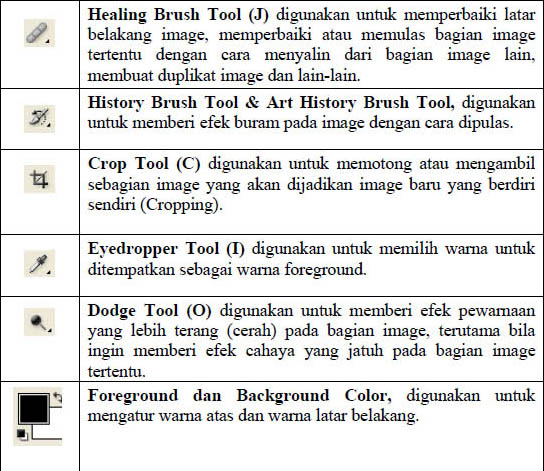 Healing Brush Tool (J) digunakan untuk memperbaiki latar
belakang image, memperbaiki atau memulas bagian image
tertentu dengan cara menyalin dari bagian image lain,
membuat duplikat image dan lain-lain.
History Brush Tool & Art History Brush Tool, digunakan
untuk memberi efek buram pada image dengan cara dipulas.
Crop Tool (C) digunakan untuk memotong atau mengambil
sebagian image yang akan dijadikan image baru yang berdiri
sendiri (Cropping).
Eyedropper Tool (I) digunakan untuk memilih warna untuk
ditempatkan sebagai warna foreground.
Dodge Tool (O) digunakan untuk memberi efek pewarnaan
yang lebih terang (cerah) pada bagian image, terutama bila
ingin memberi efek cahaya yang jatuh pada bagian image
tertentu.
Foreground dan Background Color, digunakan untuk
mengatur warna atas dan warna latar belakang.